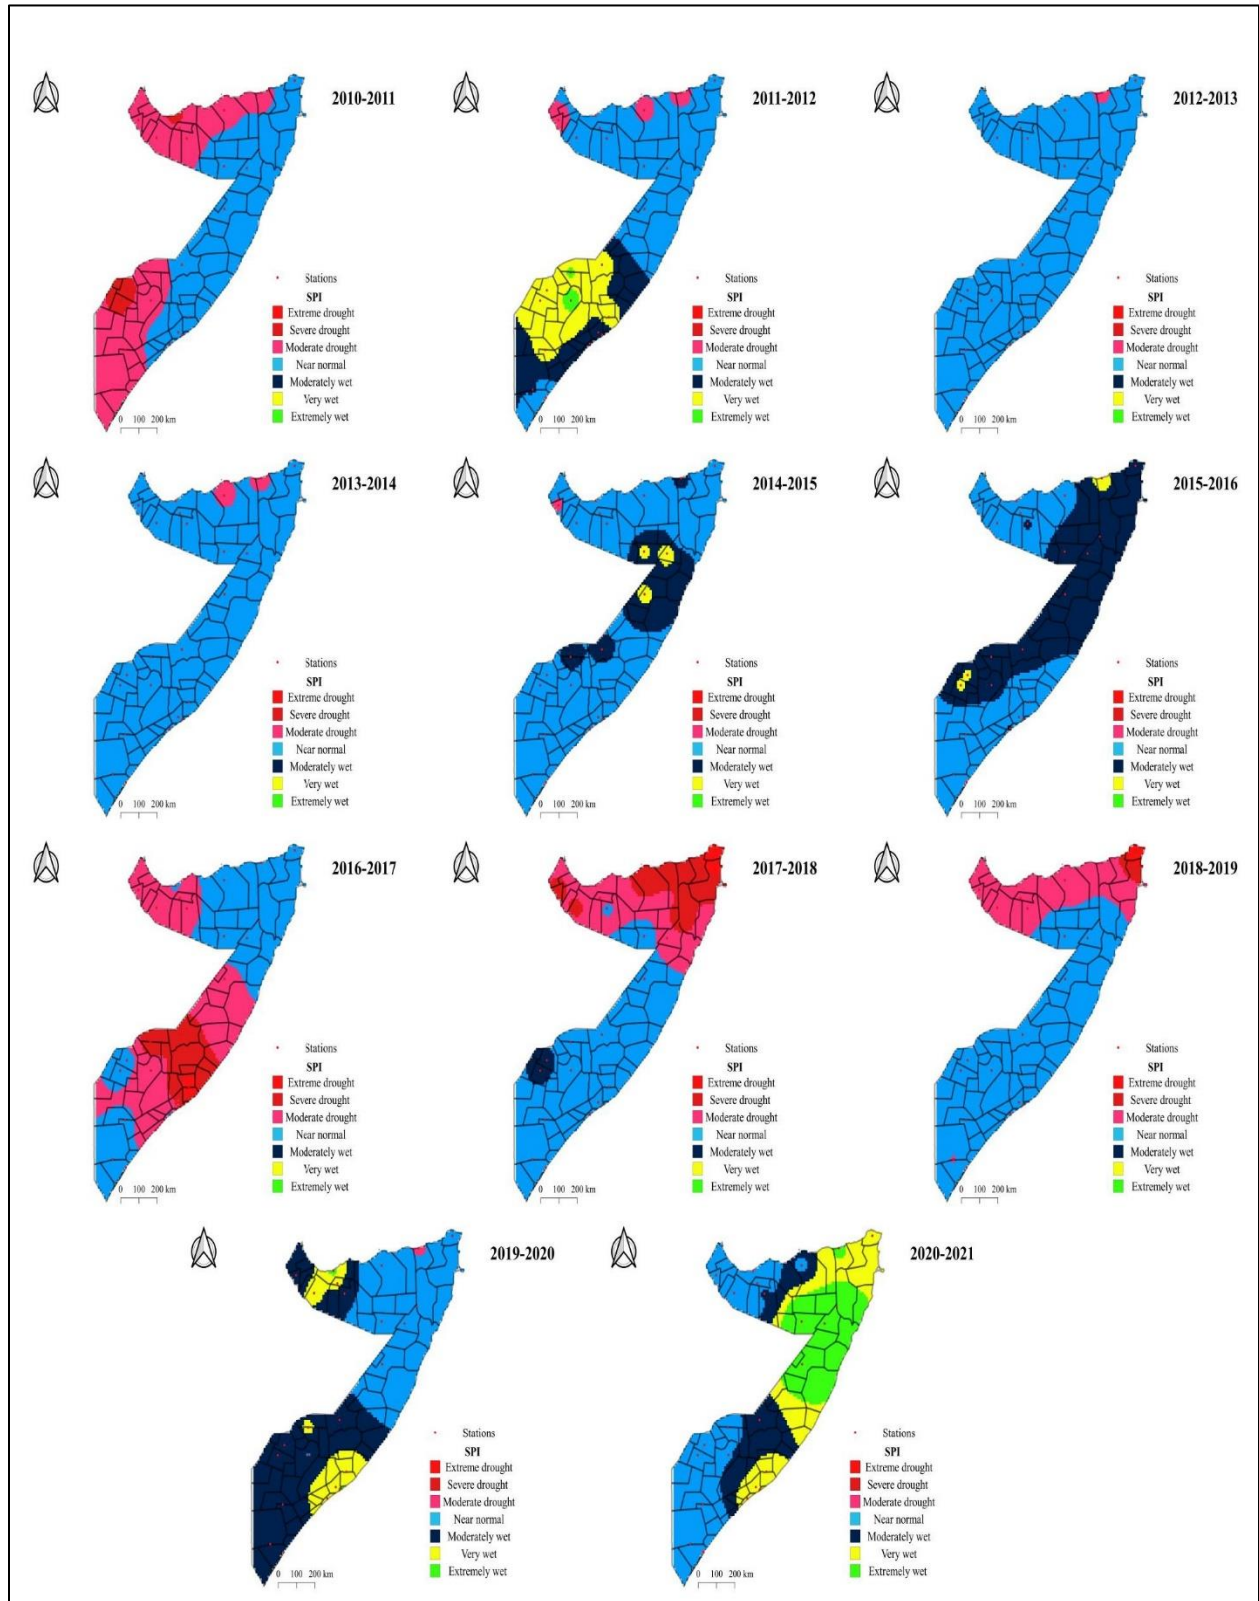 2010-2011
Stations
SPI
Extreme drought
Severe drought
Moderate drought
Near normal
Moderately wet
Very wet
Extremely wet
0 100 200 km
2011-2012
Stations
SPI
Extreme drought
Severe drought
Moderate drought
Near normal
Moderately wet
Very wet
Extremely wet
0 100 200 km
2012-2013
Stations
SPI
Extreme drought
Severe drought
Moderate drought
Near normal
Moderately wet
Very wet
Extremely wet
0 100 200 km
2013-2014
Stations
SPI
Extreme drought
Severe drought
Moderate drought
Near normal
Moderately wet
Very wet
Extremely wet
0 100 200 km
2014-2015
Stations
SPI
Extreme drought
Severe drought
Moderate drought
Near normal
Moderately wet
Very wet
Extremely wet
0 100 200 km
2015-2016
Stations
SPI
Extreme drought
Severe drought
Moderate drought
Near normal
Moderately wet
Very wet
Extremely wet
0 100 200 km
2016-2017
Stations
SPI
Extreme drought
Severe drought
Moderate drought
Near normal
Moderately wet
Very wet
Extremely wet
0 100 200 km
2017-2018
Stations
SPI
Extreme drought
Severe drought
Moderate drought
Near normal
Moderately wet
Very wet
Extremely wet
0 100 200 km
2018-2019
Stations
SPI
Extreme drought
Severe drought
Moderate drought
Near normal
Moderately wet
Very wet
Extremely wet
0 100 200 km
2019-2020
Stations
SPI
Extreme drought
Severe drought
Moderate drought
Near normal
Moderately wet
Very wet
Extremely wet
0 100 200 km
2020-2021
Stations
SPI
Extreme drought
Severe drought
Moderate drought
Near normal
Moderately wet
Very wet
Extremely wet
0 100 200 km